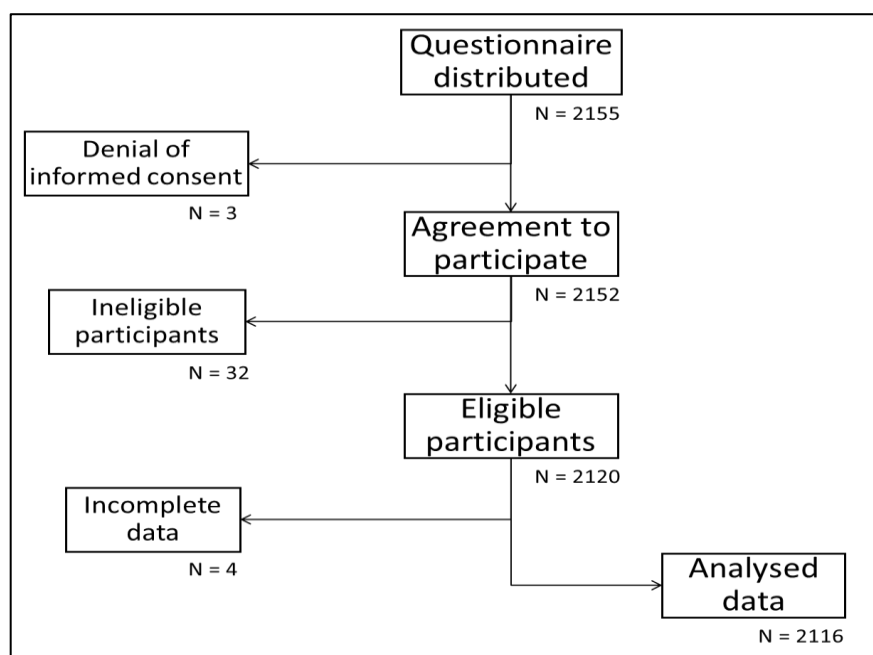 Questionnaire
distributed
N = 2155
Denial of
informed consent
N = 3
Agreement to
participate
N = 2152
Ineligible
participants
N = 32
Eligible
participants
N = 2120
Incomplete
data
N = 4
Analysed
data
N = 2116